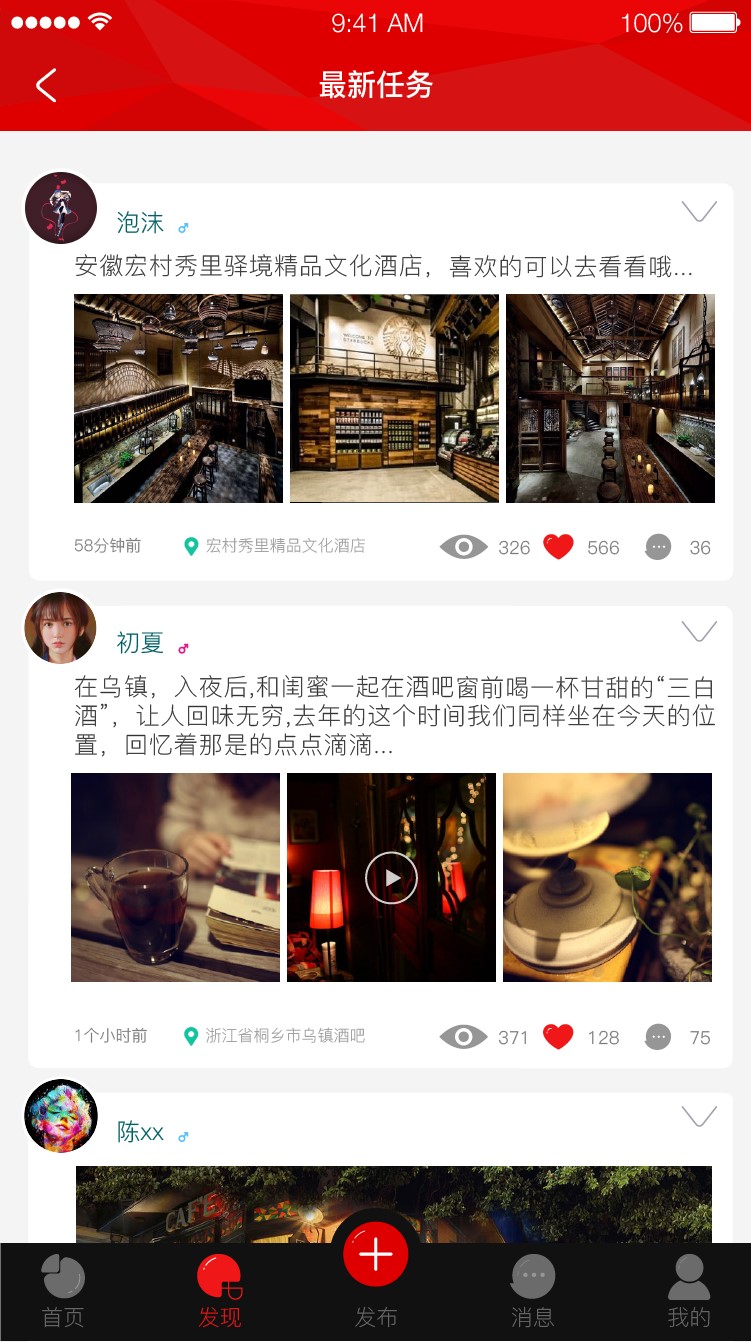 9:41 AM 100%
最新任务
泡沫
安徽宏村秀里驿境精品文化酒店，喜欢的可以去看看哦...
WELCOME TO
STARBUCKS
58分钟前 宏村秀里精品文化酒店 326 566 36
初夏
在乌镇，入夜后,和闺蜜一起在酒吧窗前喝一杯甘甜的“三白
酒”，让人回味无穷,去年的这个时间我们同样坐在今天的位
置，回忆着那是的点点滴滴...
1个小时前 浙江省桐乡市乌镇酒吧 371 128 75
陈xx
CAFE
首页 发现 发布 消息 我的